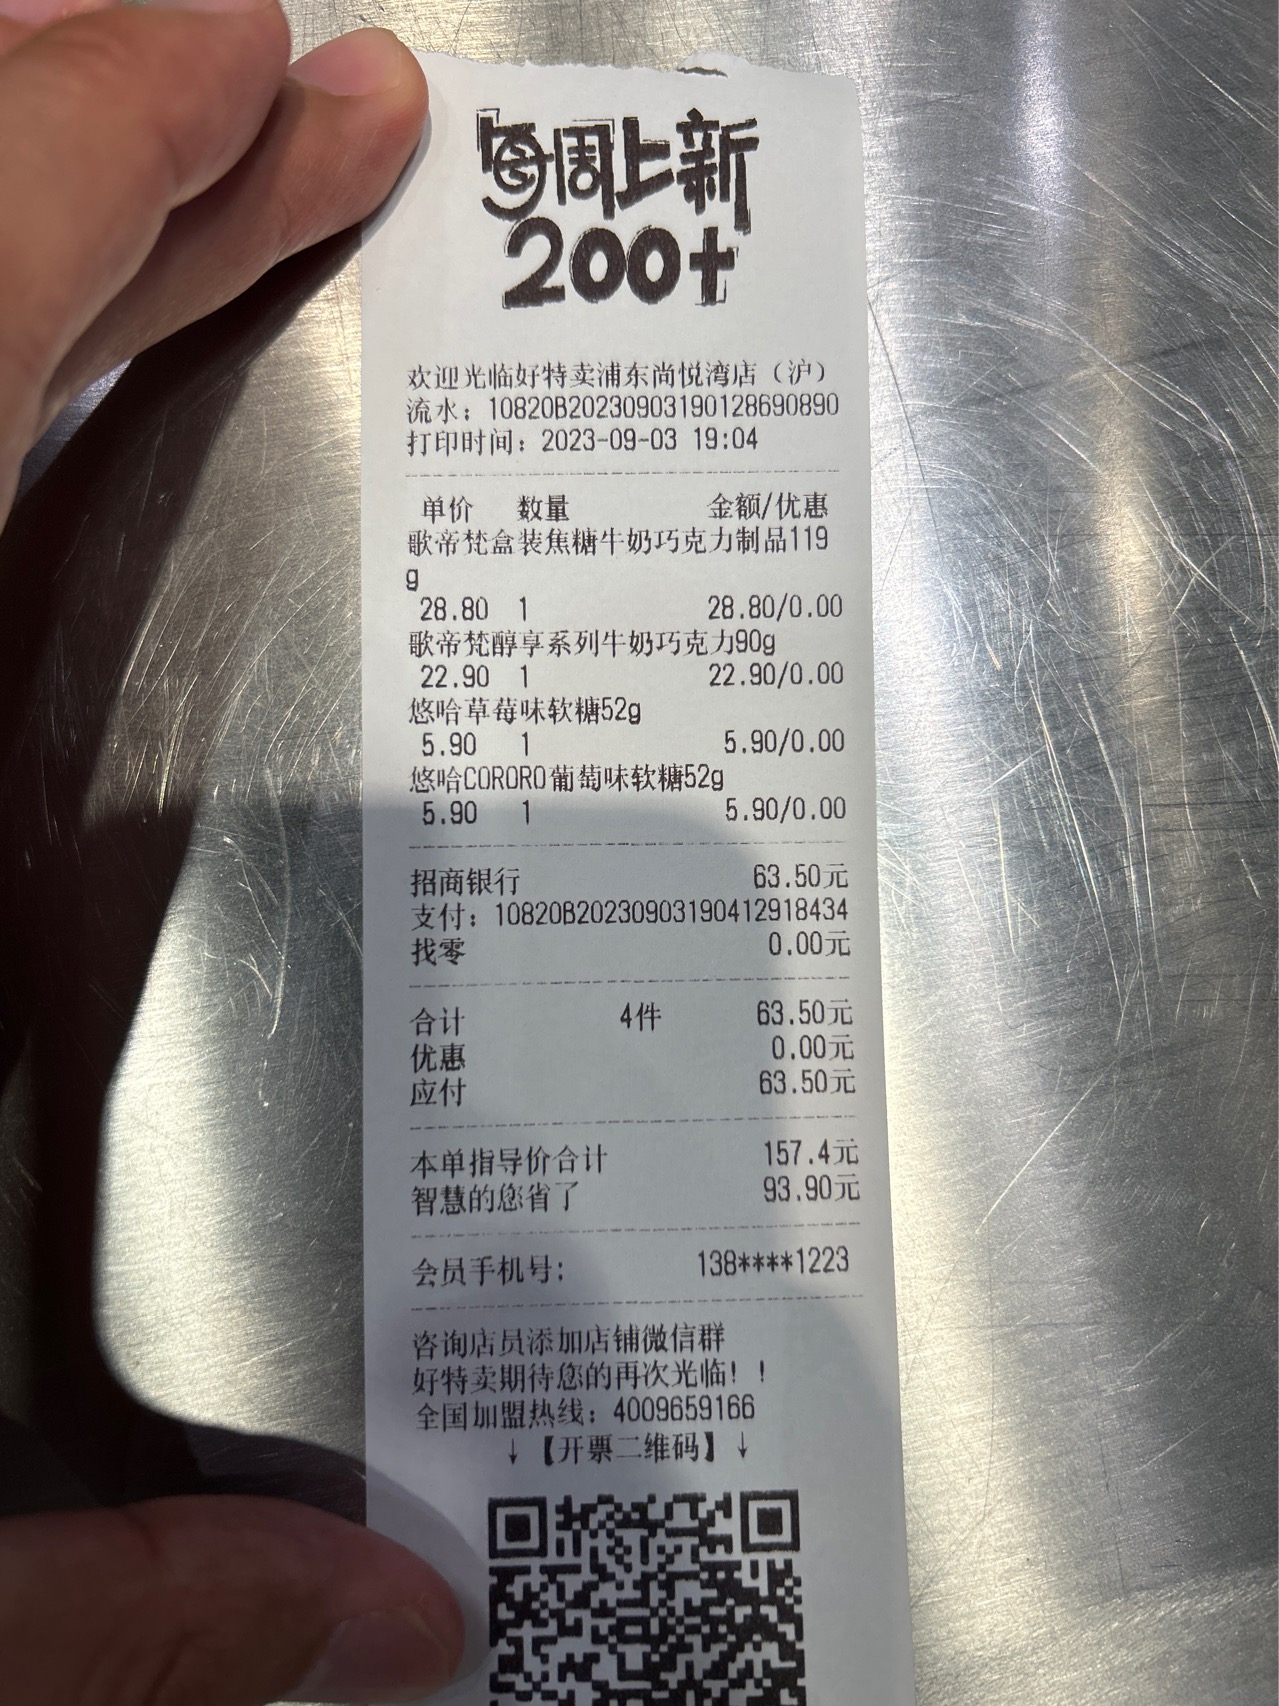 每周上新
200+
欢迎光临好特卖浦东尚悦湾店（沪）
流水：10820B20230903190128690890
打印时间：2023-09-03 19:04
单价 数量 金额/优惠
歌帝梵盒装焦糖牛奶巧克力制品119
g
28.80 1 28.80/0.00
歌帝梵醇享系列牛奶巧克力90g
22.90 1 22.90/0.00
悠哈草莓味软糖52g
5.90 1 5.90/0.00
悠哈CORORO葡萄味软糖52g
5.90 1 5.90/0.00
招商银行 63.50元
支付：10820B20230903190412918434
找零 0.00元
合计 4件 63.50元
优惠 0.00元
应付 63.50元
本单指导价合计 157.4元
智慧的您省了 93.90元
会员手机号： 138****1223
咨询店员添加店铺微信群
好特卖期待您的再次光临！！
全国加盟热线：4009659166
↓【开票二维码】↓